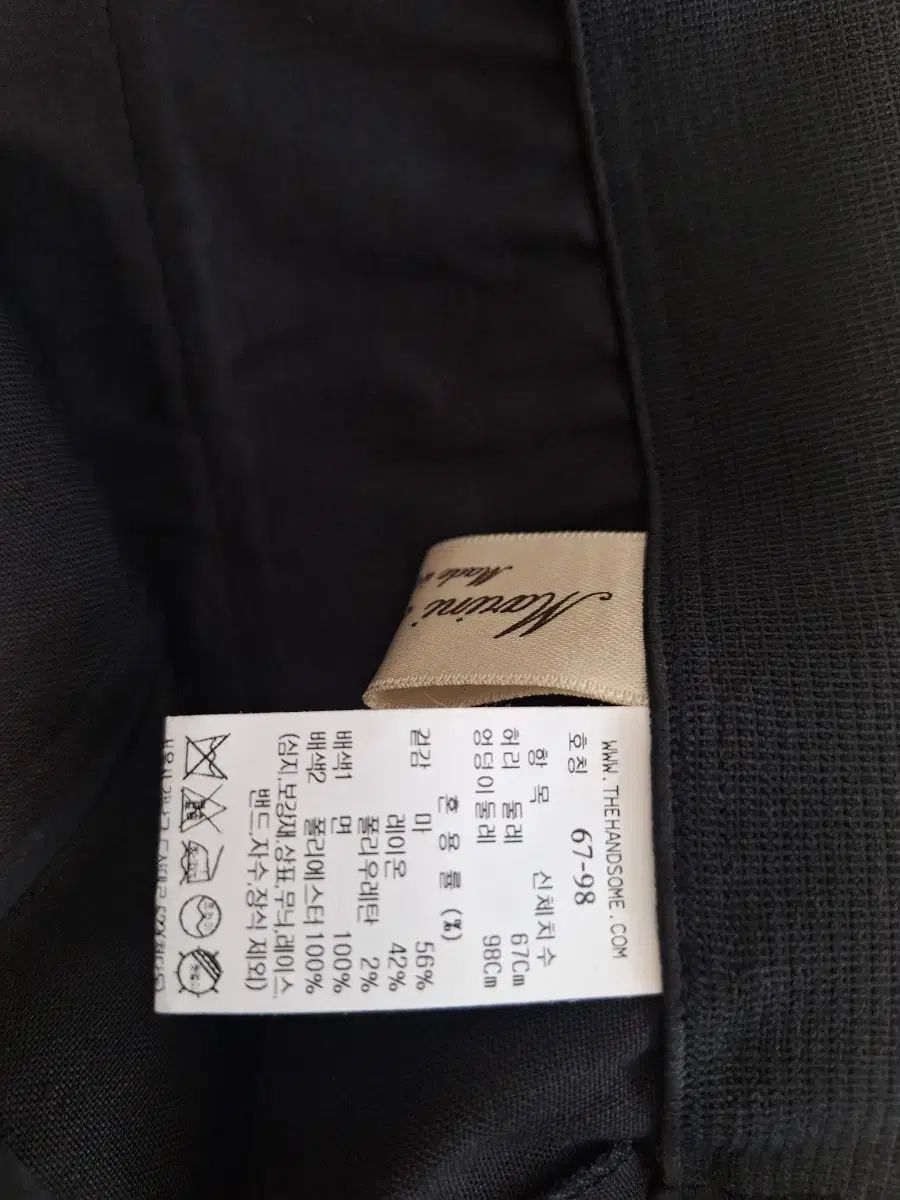 Marini
Made
WWW.THEHANDSOME.COM
호칭 67-98
항 목 신체치수
허리 둘레 67Cm
엉덩이둘레 98Cm
혼 용 률 (%)
겉감 마 56%
레이온 42%
폴리우레탄 2%
배색1 면 100%
배색2 폴리에스터 100%
(심지,보강재,상표,무늬,레이스
밴드,자수,장식 제외)